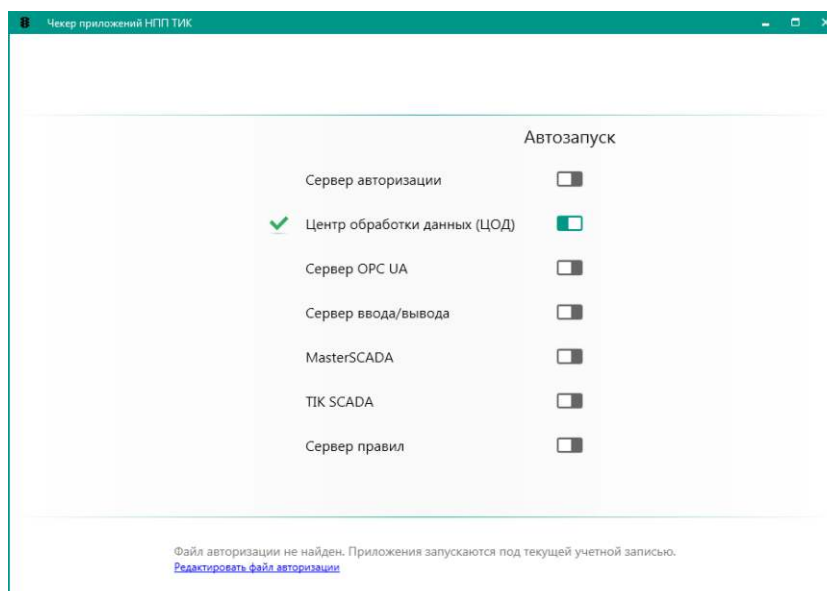 Чекер приложений НПП ТИК
Автозапуск
Сервер авторизации
Центр обработки данных (ЦОД)
Сервер OPC UA
Сервер ввода/вывода
MasterSCADA
TIK SCADA
Сервер правил
Файл авторизации не найден. Приложения запускаются под текущей учетной записью.
Редактировать файл авторизации